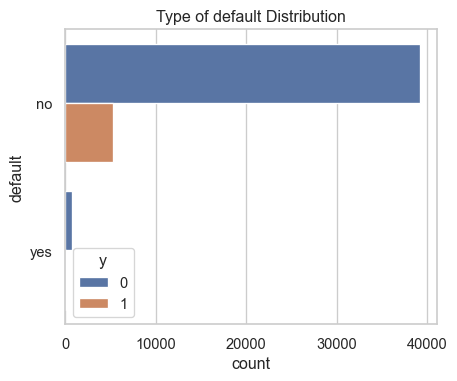 Type of default Distribution
no
yes
default
y
0
1
0 10000 20000 30000 40000
count